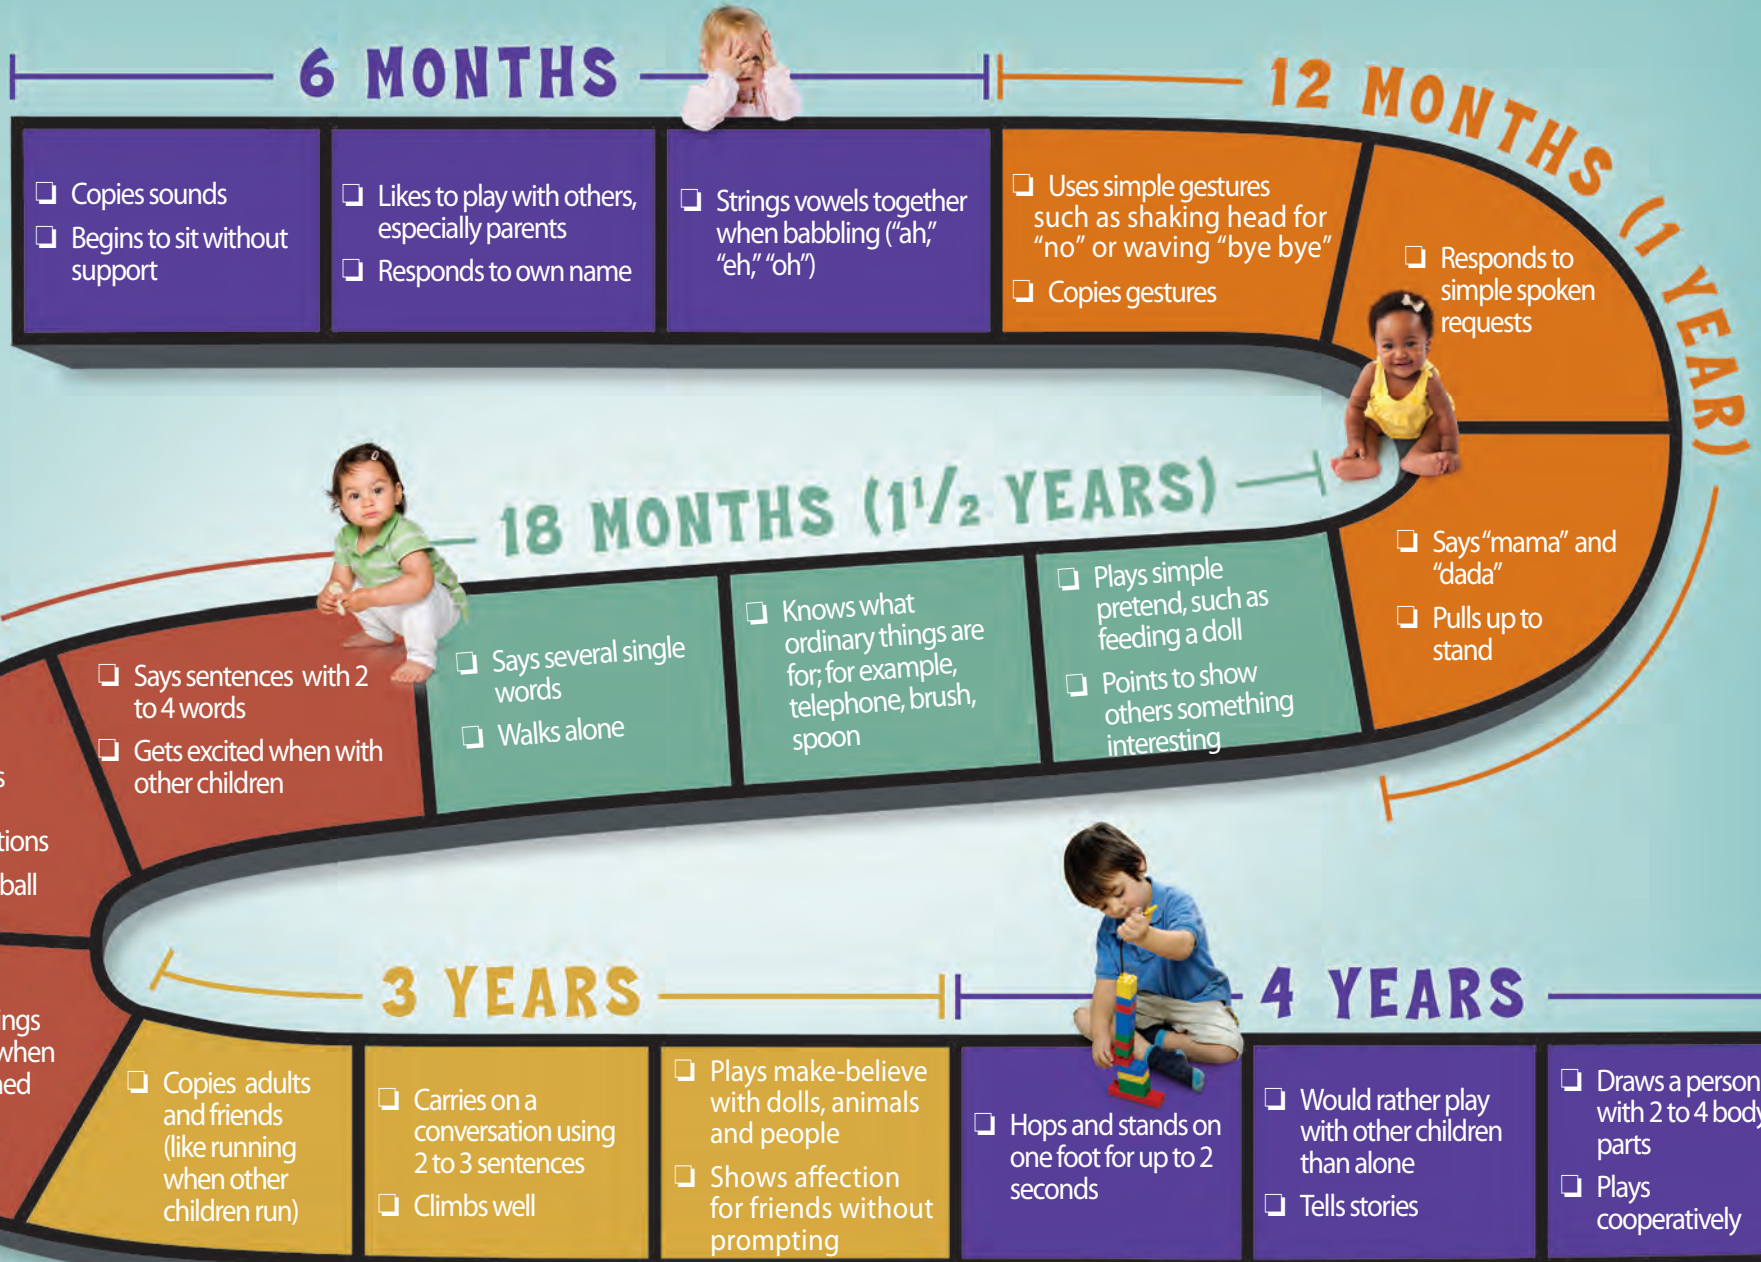 6 MONTHS
❏ Copies sounds
❏ Begins to sit without
support
❏ Likes to play with others,
especially parents
❏ Responds to own name
❏ Strings vowels together
when babbling (“ah,”
“eh,” “oh”)
12 MONTHS (1 YEAR)
❏ Uses simple gestures
such as shaking head for
“no” or waving “bye bye”
❏ Copies gestures
❏ Responds to
simple spoken
requests
❏ Says “mama” and
“dada”
❏ Pulls up to
stand
18 MONTHS (1 1/2 YEARS)
❏ Plays simple
pretend, such as
feeding a doll
❏ Points to show
others something
interesting
❏ Knows what
ordinary things are
for; for example,
telephone, brush,
spoon
❏ Says several single
words
❏ Walks alone
❏ Says sentences with 2
to 4 words
❏ Gets excited when with
other children
ball
when
3 YEARS
❏ Copies adults
and friends
(like running
when other
children run)
❏ Carries on a
conversation using
2 to 3 sentences
❏ Climbs well
❏ Plays make-believe
with dolls, animals
and people
❏ Shows affection
for friends without
prompting
4 YEARS
❏ Hops and stands on
one foot for up to 2
seconds
❏ Would rather play
with other children
than alone
❏ Tells stories
❏ Draws a person
with 2 to 4 body
parts
❏ Plays
cooperatively